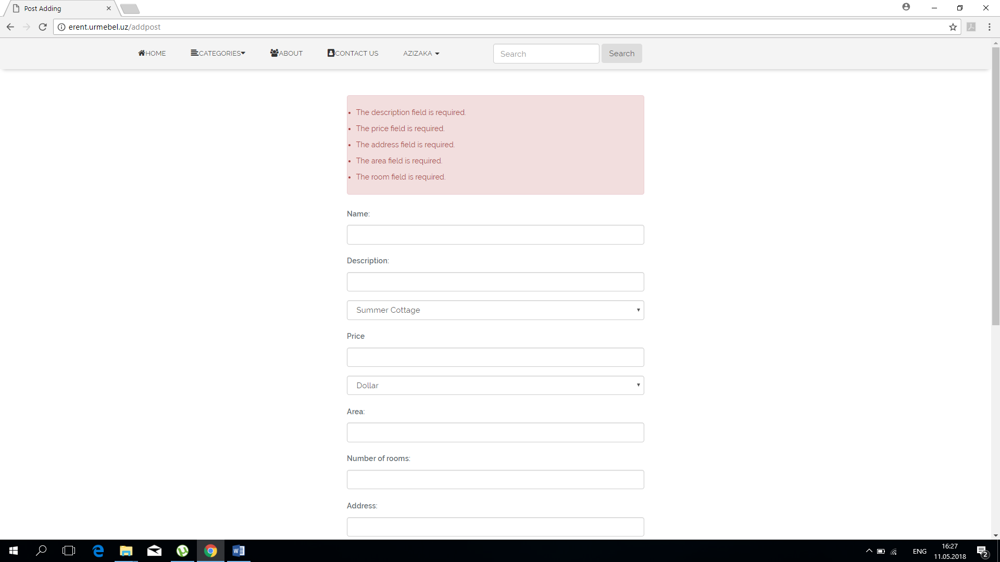 Post Adding
erent.urmebel.uz/addpost
HOME CATEGORIES ABOUT CONTACT US AZIZAKA Search Search
The description field is required.
The price field is required.
The address field is required.
The area field is required.
The room field is required.
Name:
Description:
Summer Cottage
Price
Dollar
Area:
Number of rooms:
Address:
ENG
16:27
11.05.2018
2